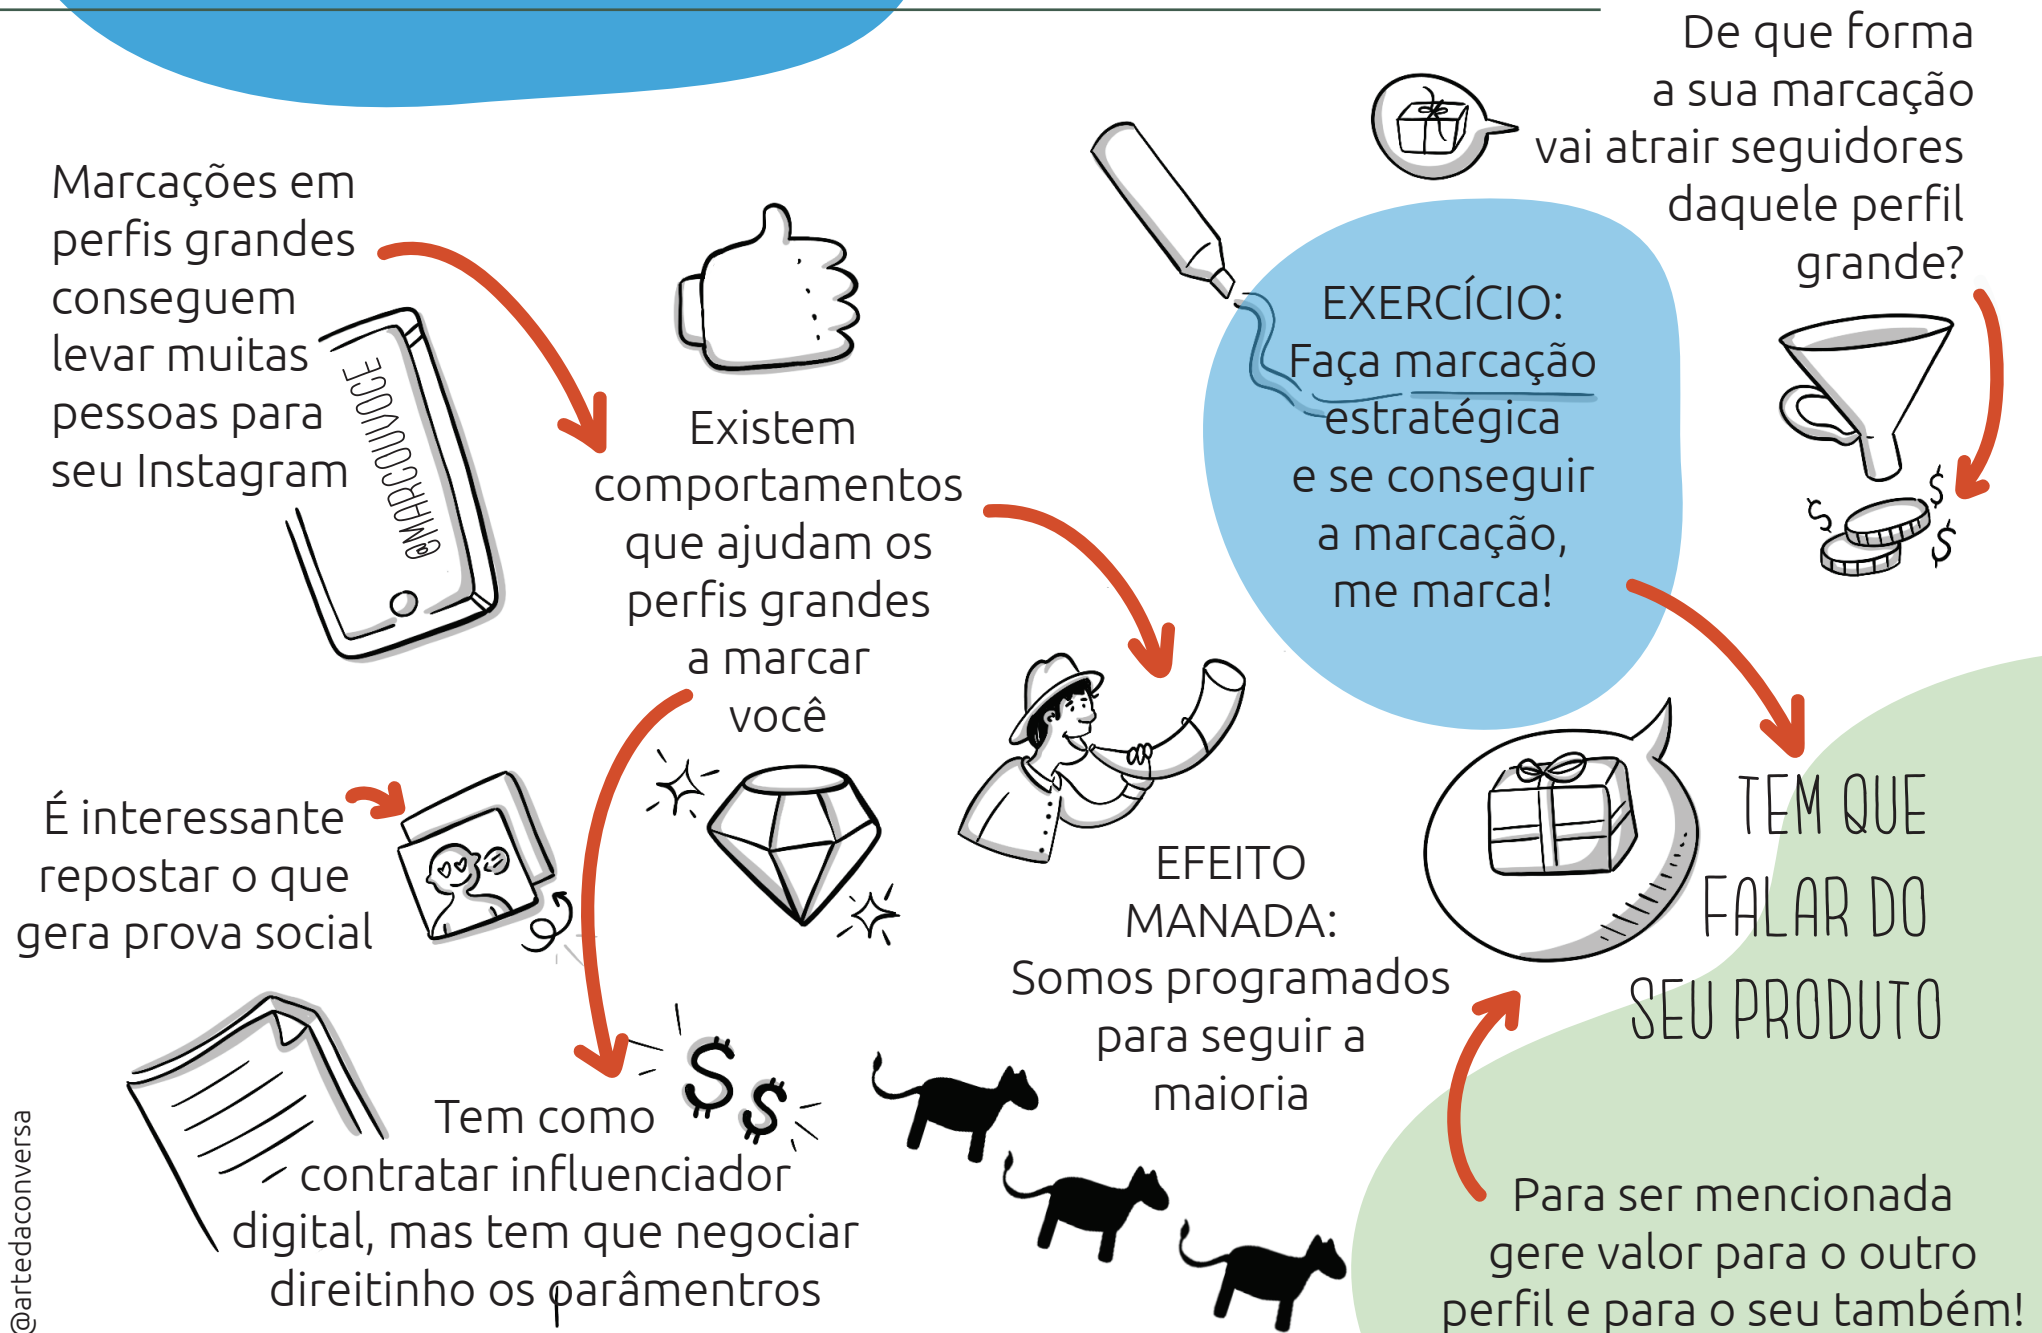 Marcações em
perfis grandes
conseguem
levar muitas
pessoas para
seu Instagram
@MARCOUVOCE
Existem
comportamentos
que ajudam os
perfis grandes
a marcar
você
É interessante
repostar o que
gera prova social
Tem como
contratar influenciador
digital, mas tem que negociar
direitinho os parâmentros
$ $
EFEITO
MANADA:
Somos programados
para seguir a
maioria
EXERCÍCIO:
Faça marcação
estratégica
e se conseguir
a marcação,
me marca!
De que forma
a sua marcação
vai atrair seguidores
daquele perfil
grande?
$ $ $
TEM QUE
FALAR DO
SEU PRODUTO
Para ser mencionada
gere valor para o outro
perfil e para o seu também!
@artedaconversa